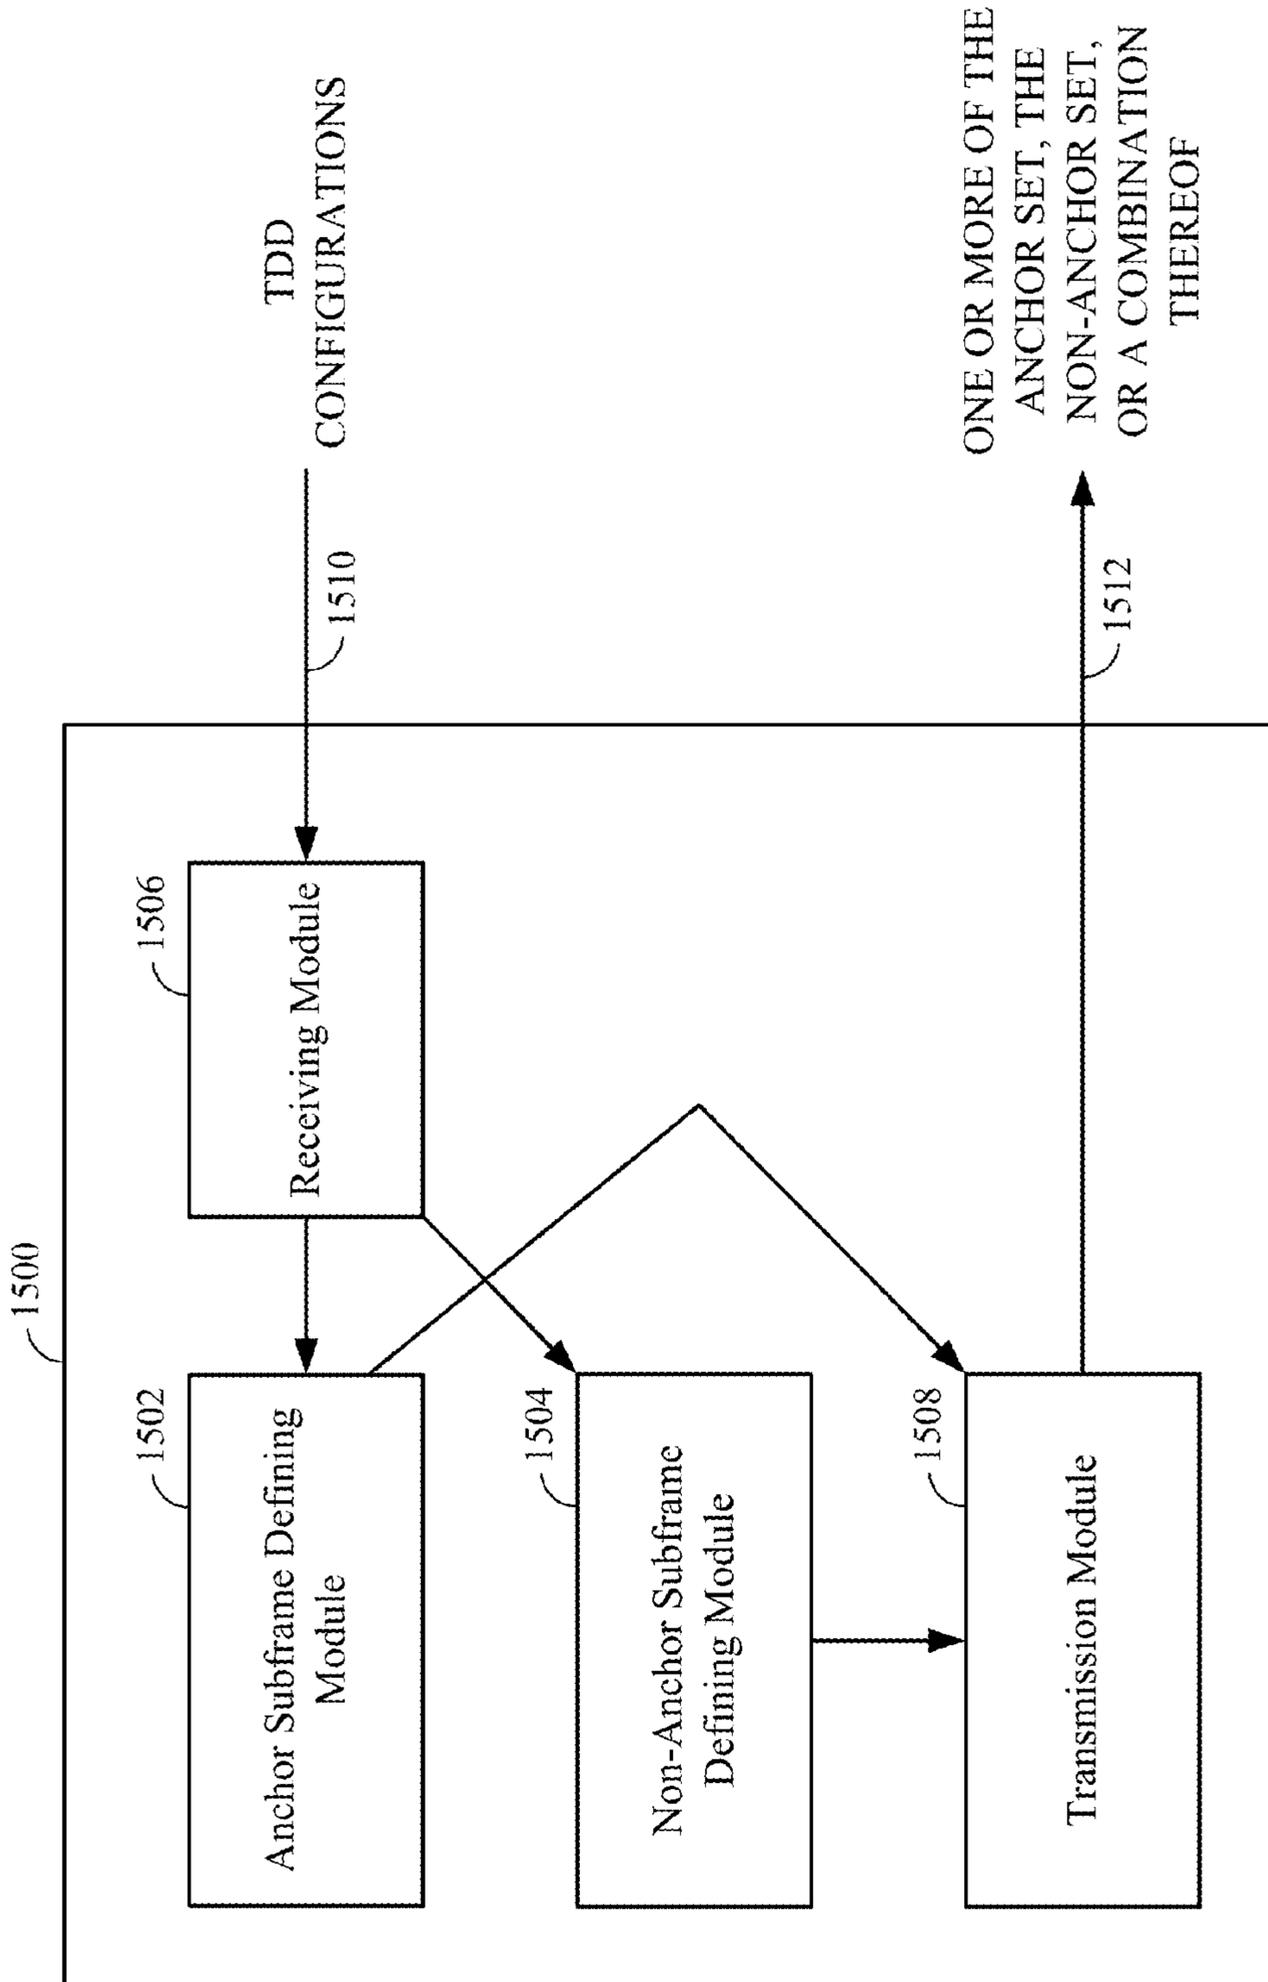 1500
1502
Anchor Subframe Defining
Module
1506
Receiving Module
1510
TDD
CONFIGURATIONS
1504
Non-Anchor Subframe
Defining Module
1508
Transmission Module
1512
ONE OR MORE OF THE
ANCHOR SET, THE
NON-ANCHOR SET,
OR A COMBINATION
THEREOF